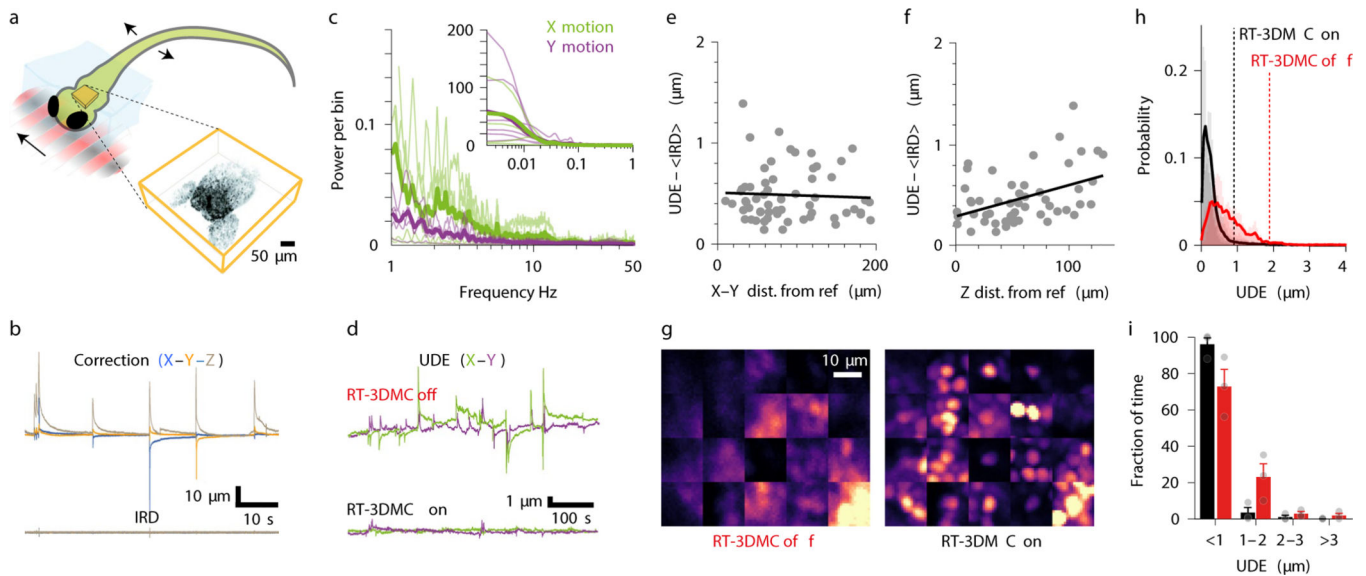 a
50 µm
b
Correction (X–Y–Z)
10 µm
10 s
IRD
c
X motion
Y motion
200
100
0
0.01
0.1
1
Power per bin
0.1
0
1
10
50
Frequency Hz
d
UDE (X–Y)
RT-3DMC off
RT-3DMC on
1 µm
100 s
e
UDE – <IRD> (µm)
2
1
0
0
100
200
X–Y dist. from ref (µm)
f
UDE – <IRD> (µm)
2
1
0
0
100
Z dist. from ref (µm)
g
10 µm
RT-3DMC of f
RT-3DM C on
h
RT-3DM C on
RT-3DMC of f
Probability
0.2
0.1
0
0
1
2
3
4
UDE (µm)
i
Fraction of time
100
80
60
40
20
0
<1
1–2
2–3
>3
UDE (µm)